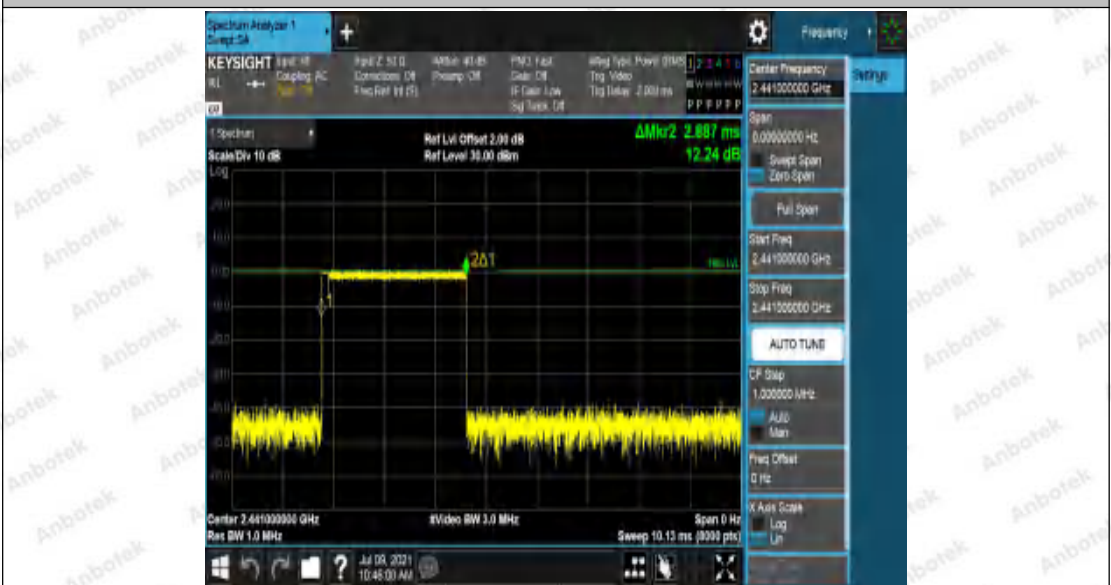 Spectrum Analyzer 1
Swept SA
+
Frequency
KEYSIGHT
Input: RF
Coupling: AC
Input Z: 50 Ω
Corrections: Off
Freq Ref: Int (S)
Atten: 40 dB
Preamp: Off
PNO: Fast
Gate: Off
IF Gain: Low
Sig Track: Off
Avg Type: Power (RMS
Trig: Video
Trig Delay: -2.000 ms
1 2 3 4 5 6
P P P P P P
1 Spectrum
Scale/Div 10 dB
Log
Ref Lvl Offset 2.00 dB
Ref Level 30.00 dBm
ΔMkr2 2.887 ms
12.24 dB
2Δ1
1
Center 2.441000000 GHz
Res BW 1.0 MHz
#Video BW 3.0 MHz
Span 0 Hz
Sweep 10.13 ms (8000 pts)
Center Frequency
2.441000000 GHz
Settings
Span
0.00000000 Hz
Swept Span
Zero Span
Full Span
Start Freq
2.441000000 GHz
Stop Freq
2.441000000 GHz
AUTO TUNE
CF Step
1.000000 MHz
Auto
Man
Freq Offset
0 Hz
X Axis Scale
Log
Lin
?
Jul 09, 2021
10:46:00 AM
Anbotek